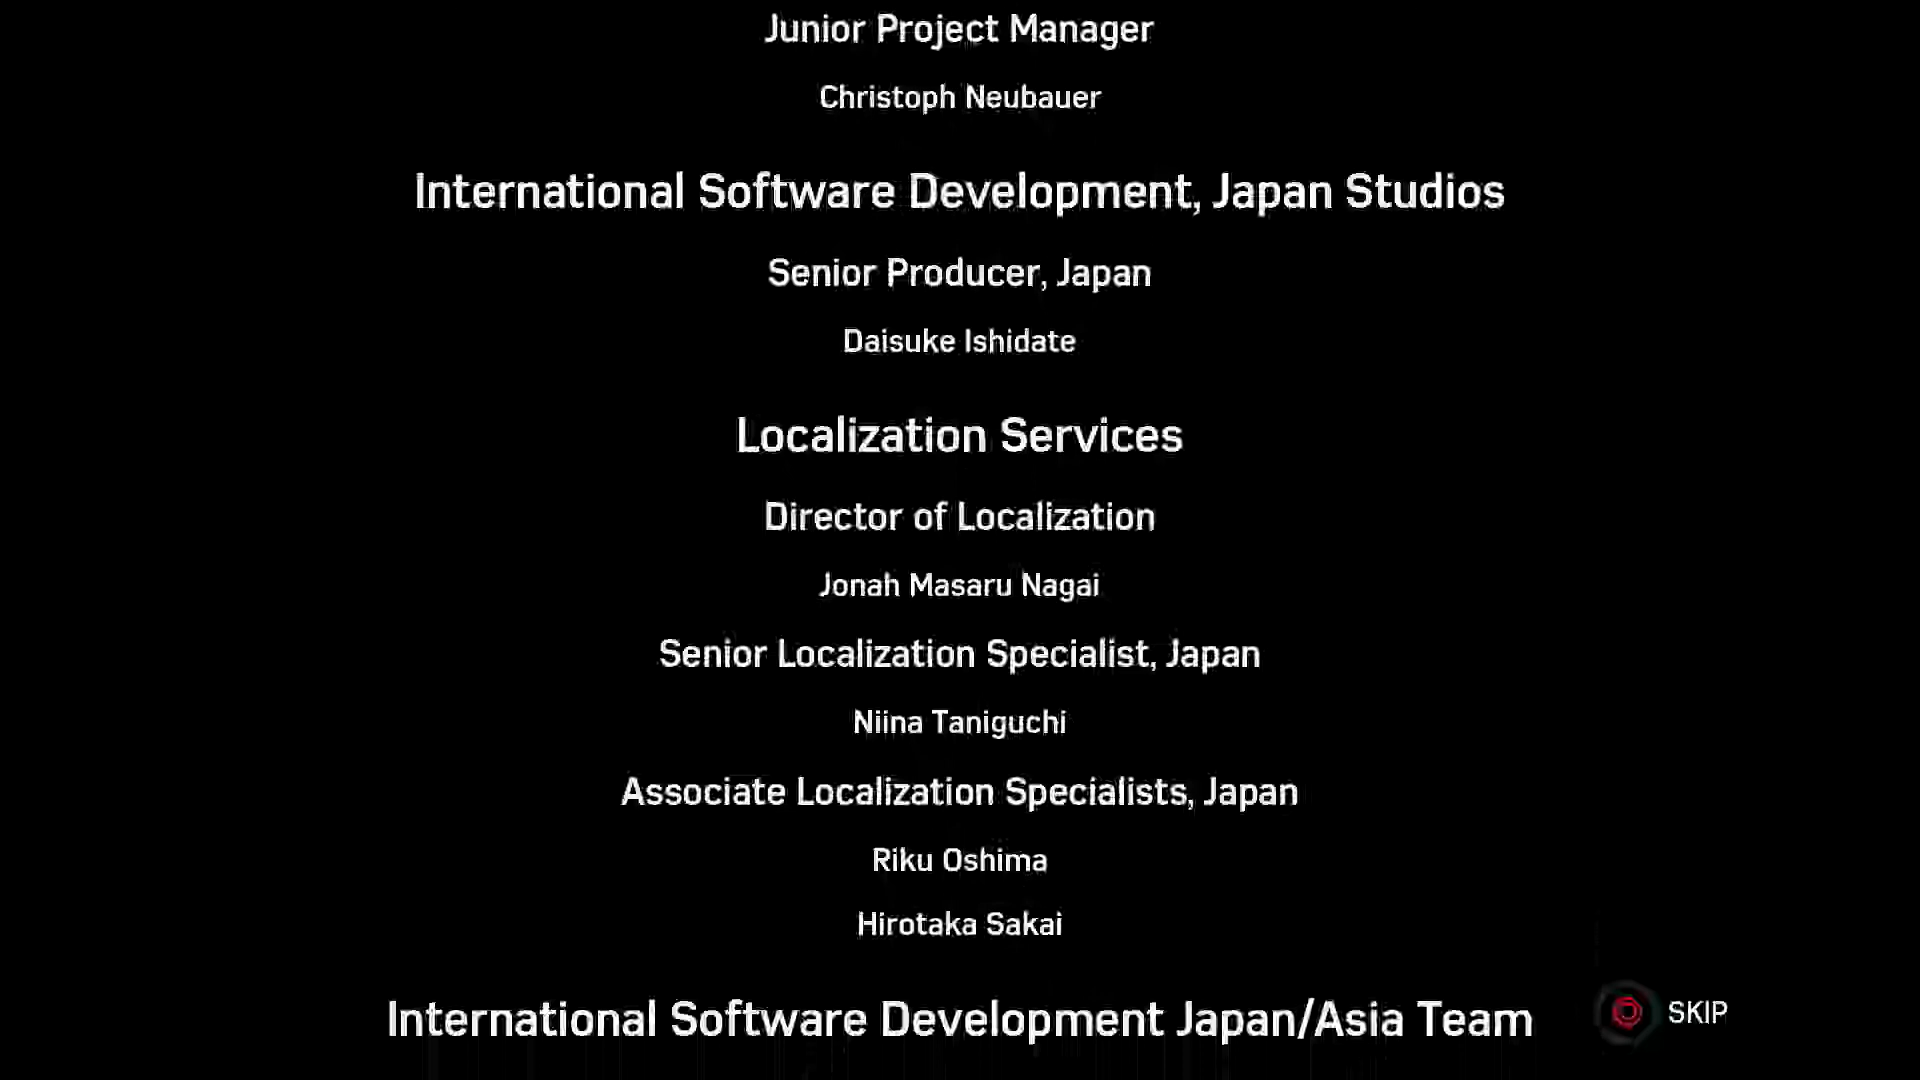 Junior Project Manager
Christoph Neubauer
International Software Development, Japan Studios
Senior Producer, Japan
Daisuke Ishidate
Localization Services
Director of Localization
Jonah Masaru Nagai
Senior Localization Specialist, Japan
Niina Taniguchi
Associate Localization Specialists, Japan
Riku Oshima
Hirotaka Sakai
International Software Development Japan/Asia Team
SKIP